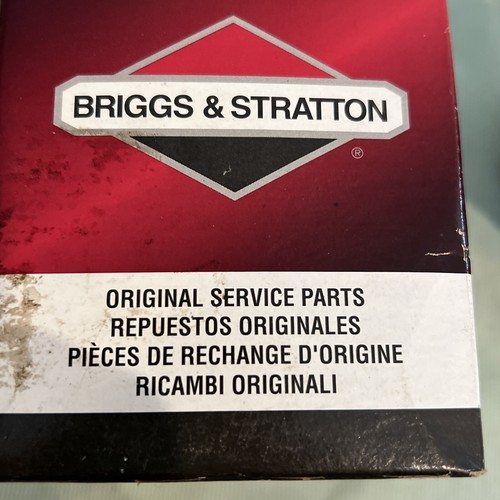 BRIGGS & STRATTON
®
ORIGINAL SERVICE PARTS
REPUESTOS ORIGINALES
PIÈCES DE RECHANGE D'ORIGINE
RICAMBI ORIGINALI